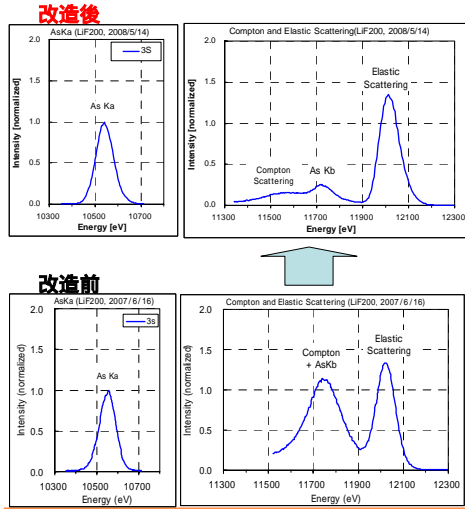 改造後
AsKa (LiF200, 2008/5/14)
3S
As Ka
Intensity [normalized]
2.0
1.5
1.0
0.5
0.0
10300 10500 10700
Energy [eV]
Compton and Elastic Scattering(LiF200, 2008/5/14)
Elastic
Scattering
Compton
Scattering
As Kb
Intensity [normalized]
2.0
1.5
1.0
0.5
0.0
11300 11500 11700 11900 12100 12300
Energy [eV]
改造前
AsKa (LiF200, 2007/6/16)
3s
As Ka
Intensity (normalized)
2.0
1.5
1.0
0.5
0.0
10300 10500 10700
Energy (eV)
Compton and Elastic Scattering (LiF200, 2007/6/16)
Compton
+ AsKb
Elastic
Scattering
Intensity (normalized)
2.0
1.5
1.0
0.5
0.0
11300 11500 11700 11900 12100 12300
Energy (eV)